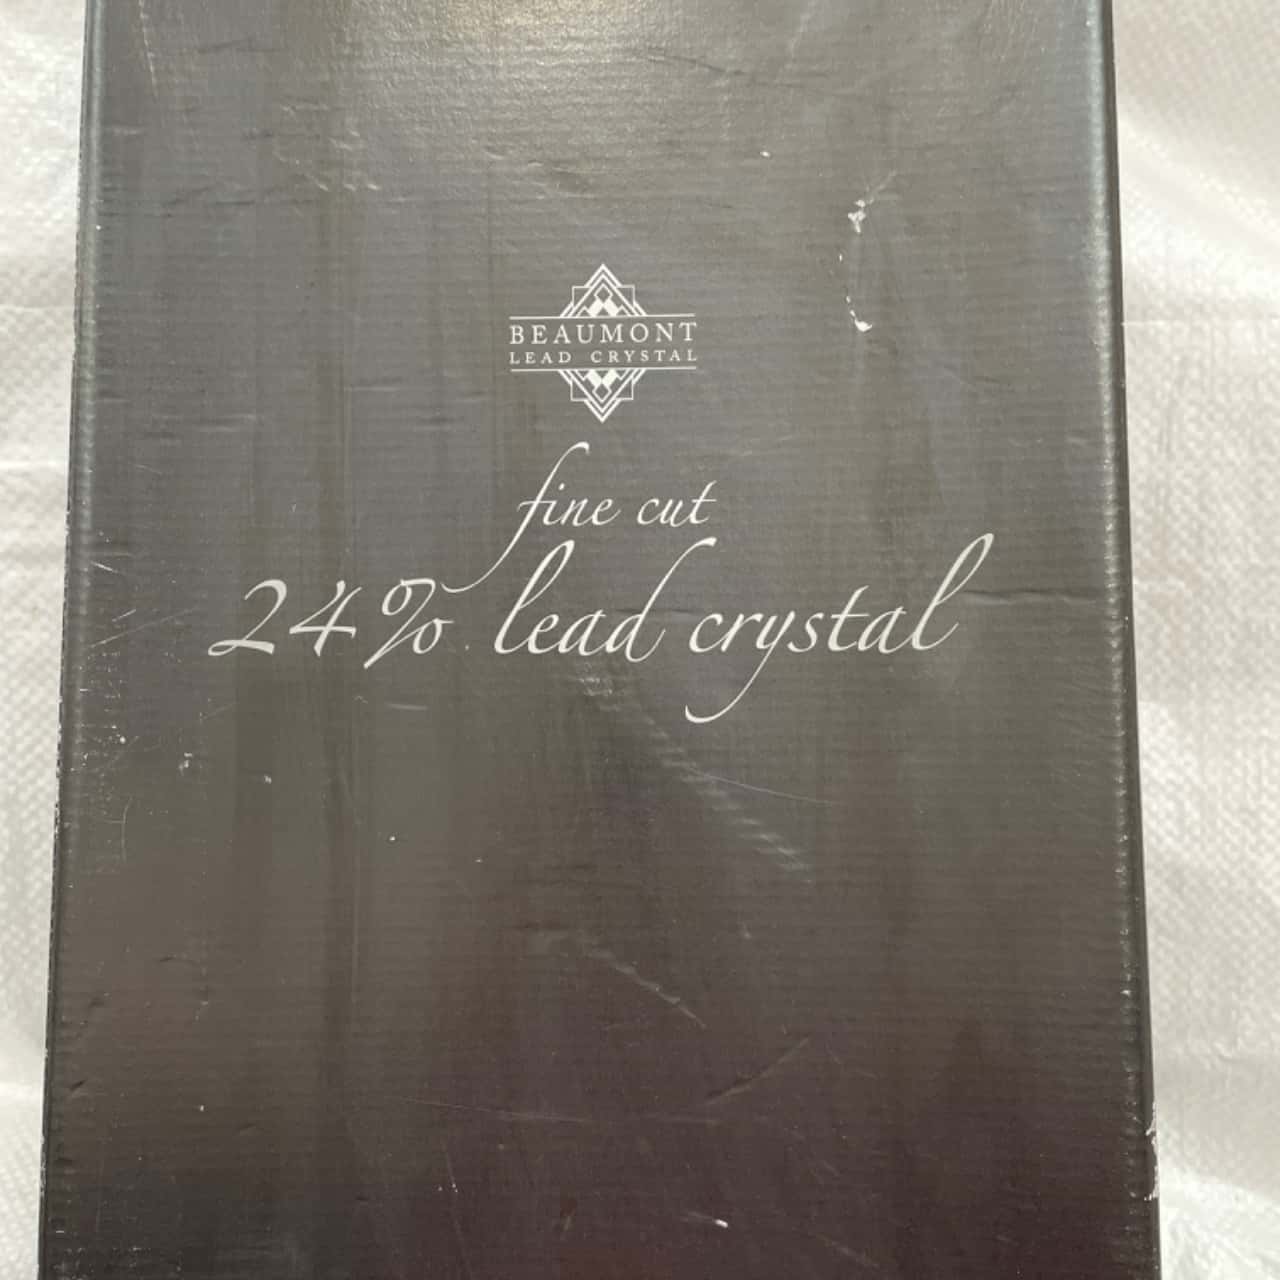 BEAUMONT
LEAD CRYSTAL
fine cut
24% lead crystal